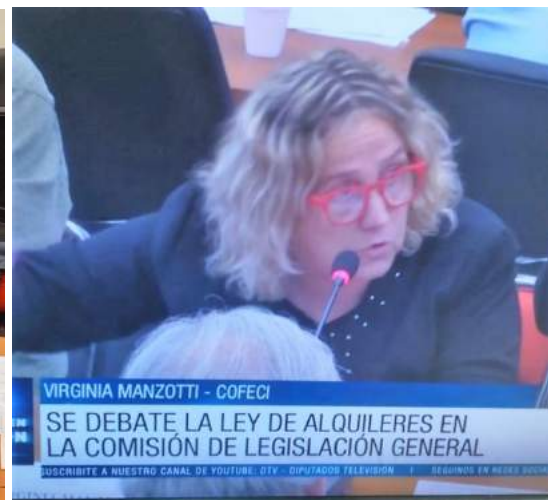 VIRGINIA MANZOTTI - COFECI
SE DEBATE LA LEY DE ALQUILERES EN
LA COMISIÓN DE LEGISLACIÓN GENERAL
SUSCRIBITE A NUESTRO CANAL DE YOUTUBE: DTV - DIPUTADOS TELEVISIÓN | SEGUINOS EN REDES